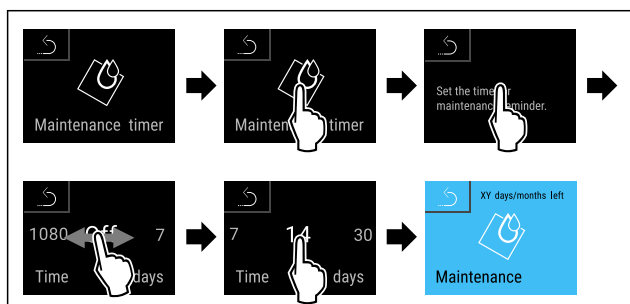 Maintenance timer
Mainten timer
Set the time r
maintenance eminder.
1080 Off 7
Time days
7 14 30
Time days
XY days/months left
Maintenance